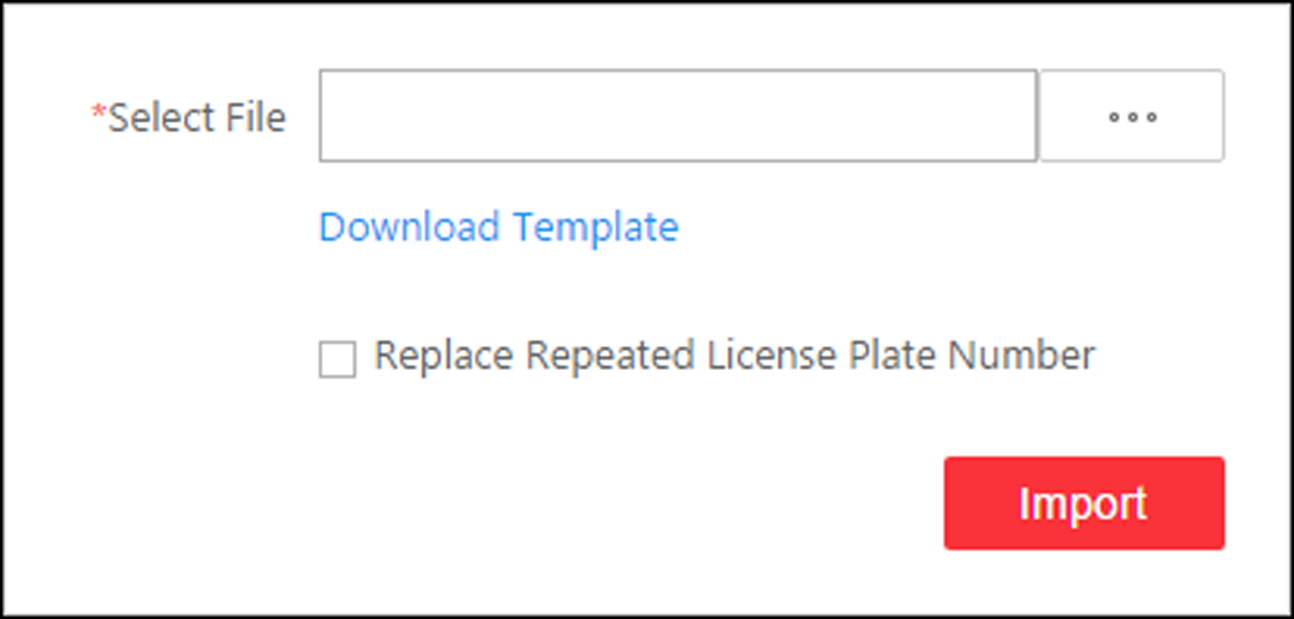 *Select File
Download Template
Replace Repeated License Plate Number
Import